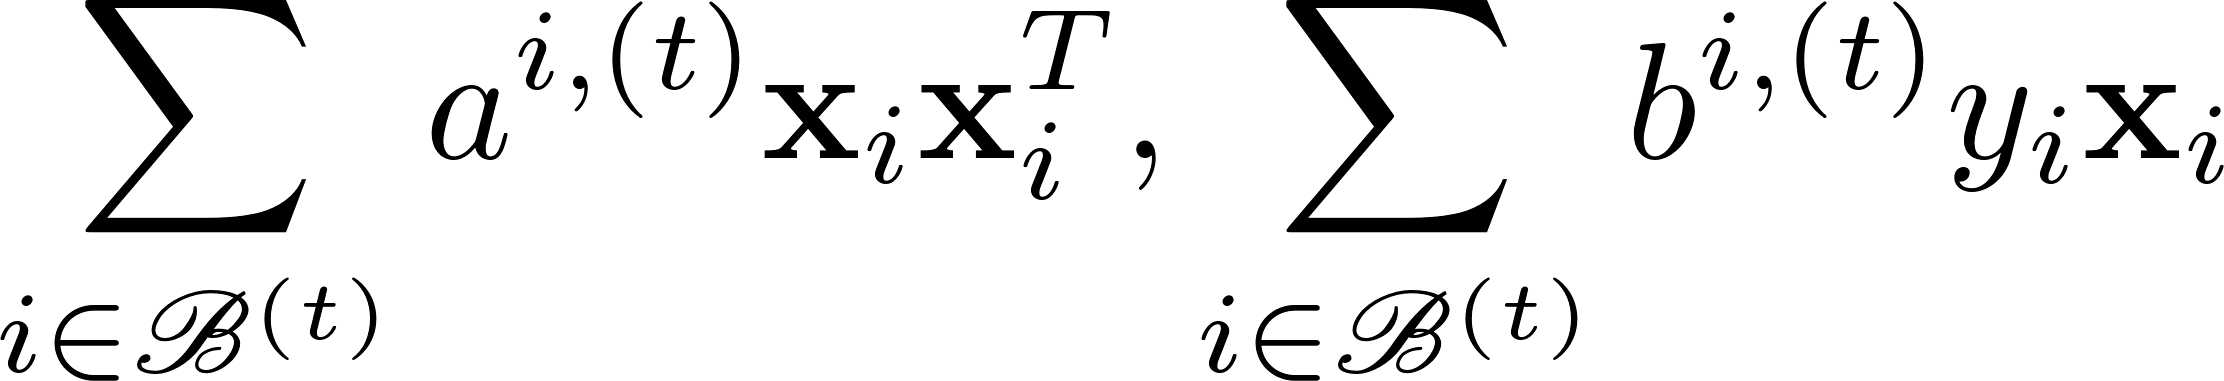 \sum_{i \in \mathscr{B}^{(t)}} a^{i,(t)} \mathbf{x}_i \mathbf{x}_i^T, \sum_{i \in \mathscr{B}^{(t)}} b^{i,(t)} y_i \mathbf{x}_i